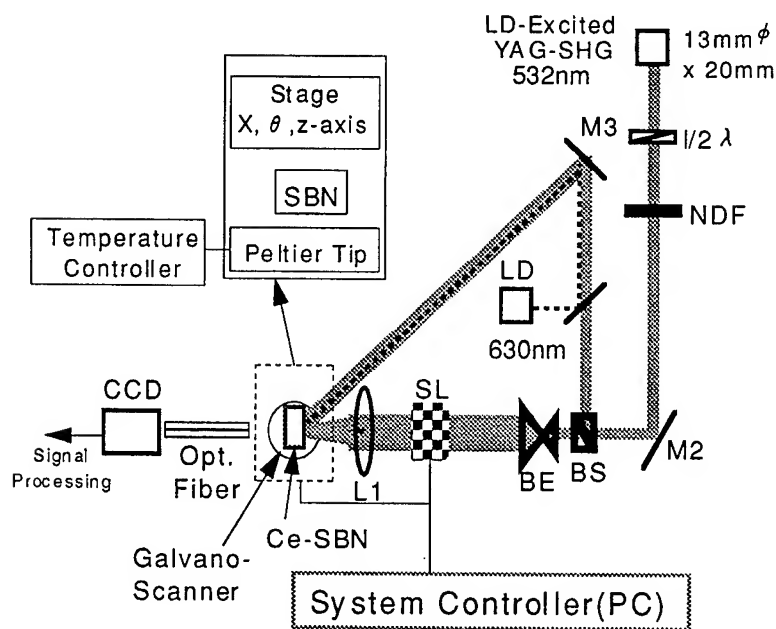 LD-Excited
YAG-SHG
532nm
13mm φ
x 20mm
Stage
X, θ ,z-axis
SBN
Peltier Tip
Temperature
Controller
M3
I/2 λ
NDF
LD
630nm
CCD
SL
Signal
Processing
Opt.
Fiber
L1
BE
BS
M2
Ce-SBN
Galvano-
Scanner
System Controller(PC)